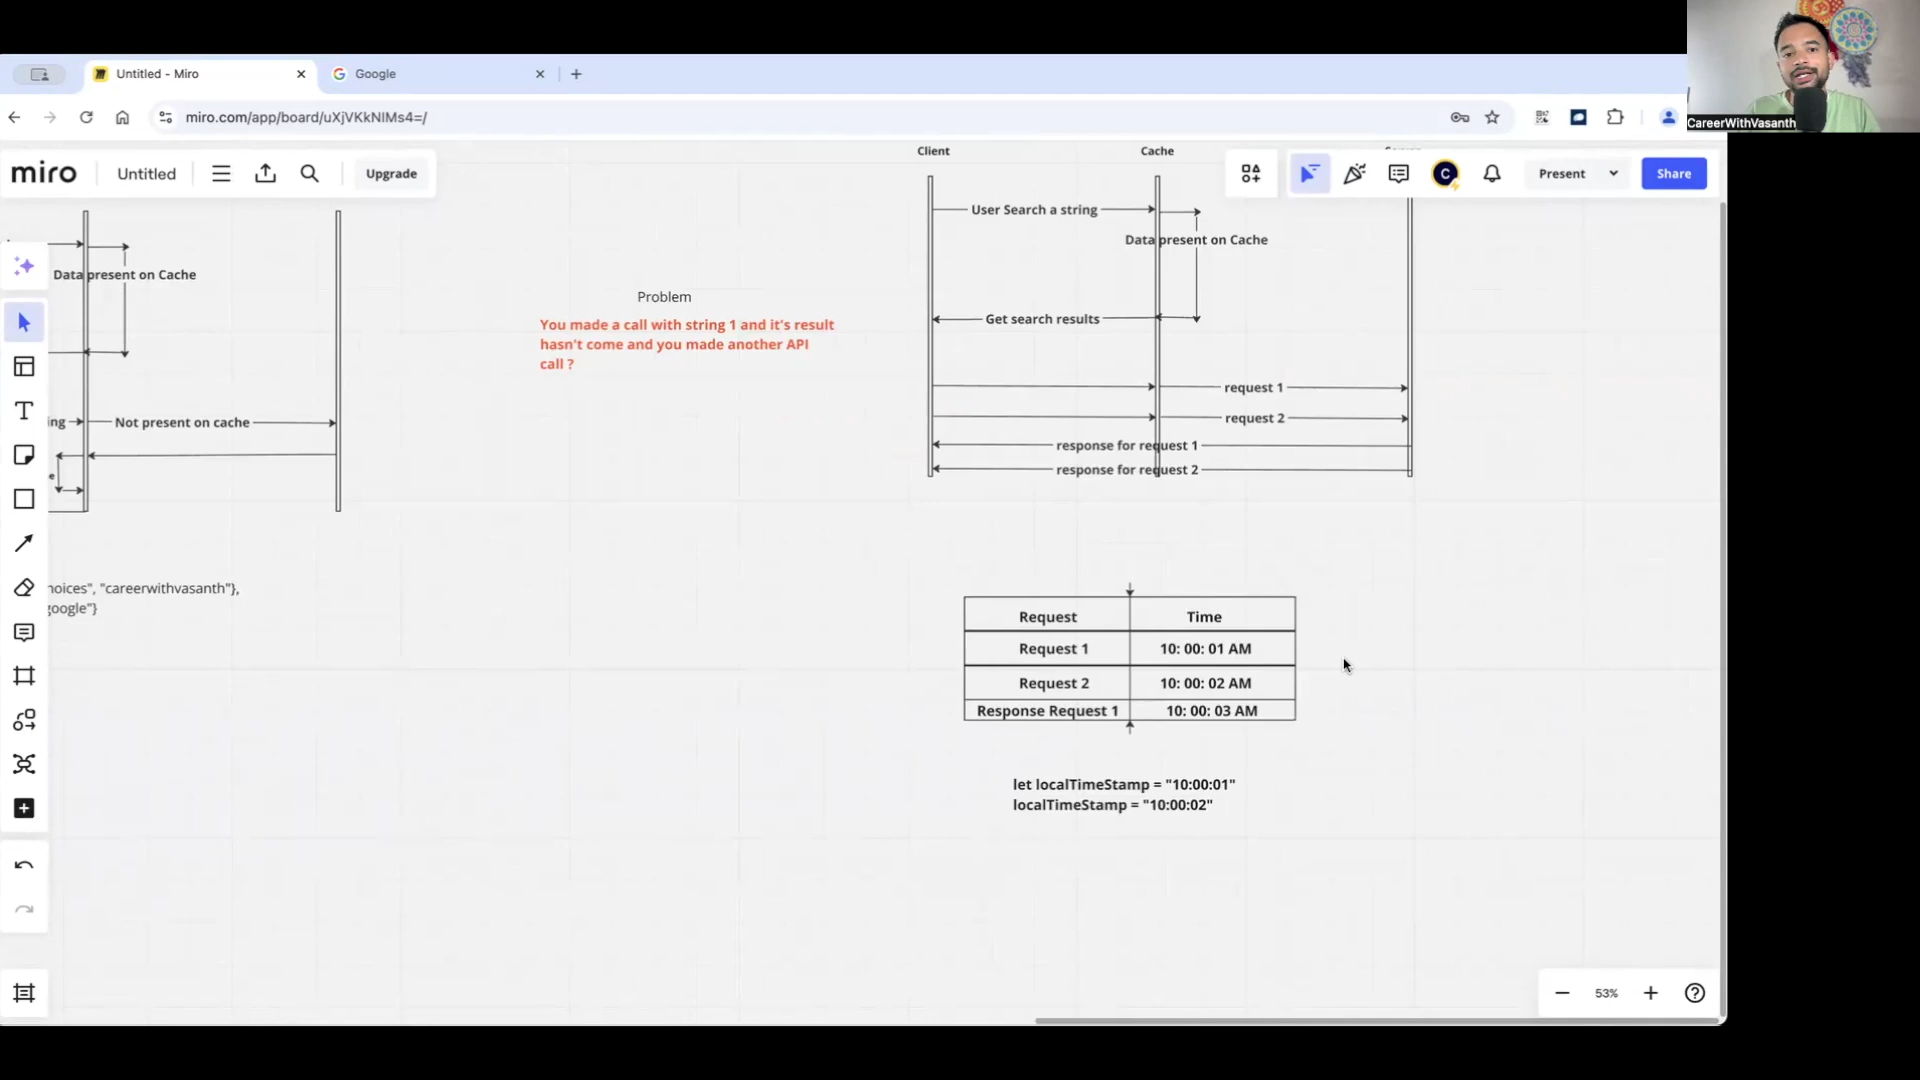 Untitled - Miro
Google
miro.com/app/board/uXjVKkNIMs4=/
CareerWithVasanth
miro
Untitled
Upgrade
Client
Cache
C
Present
Share
User Search a string
Data present on Cache
Get search results
request 1
request 2
response for request 1
response for request 2
Data present on Cache
ing
Not present on cache
e
Problem
You made a call with string 1 and it's result
hasn't come and you made another API
call ?
hoices", "careerwithvasanth"},
google"}
Request Time
Request 1 10: 00: 01 AM
Request 2 10: 00: 02 AM
Response Request 1 10: 00: 03 AM
let localTimeStamp = "10:00:01"
localTimeStamp = "10:00:02"
53%